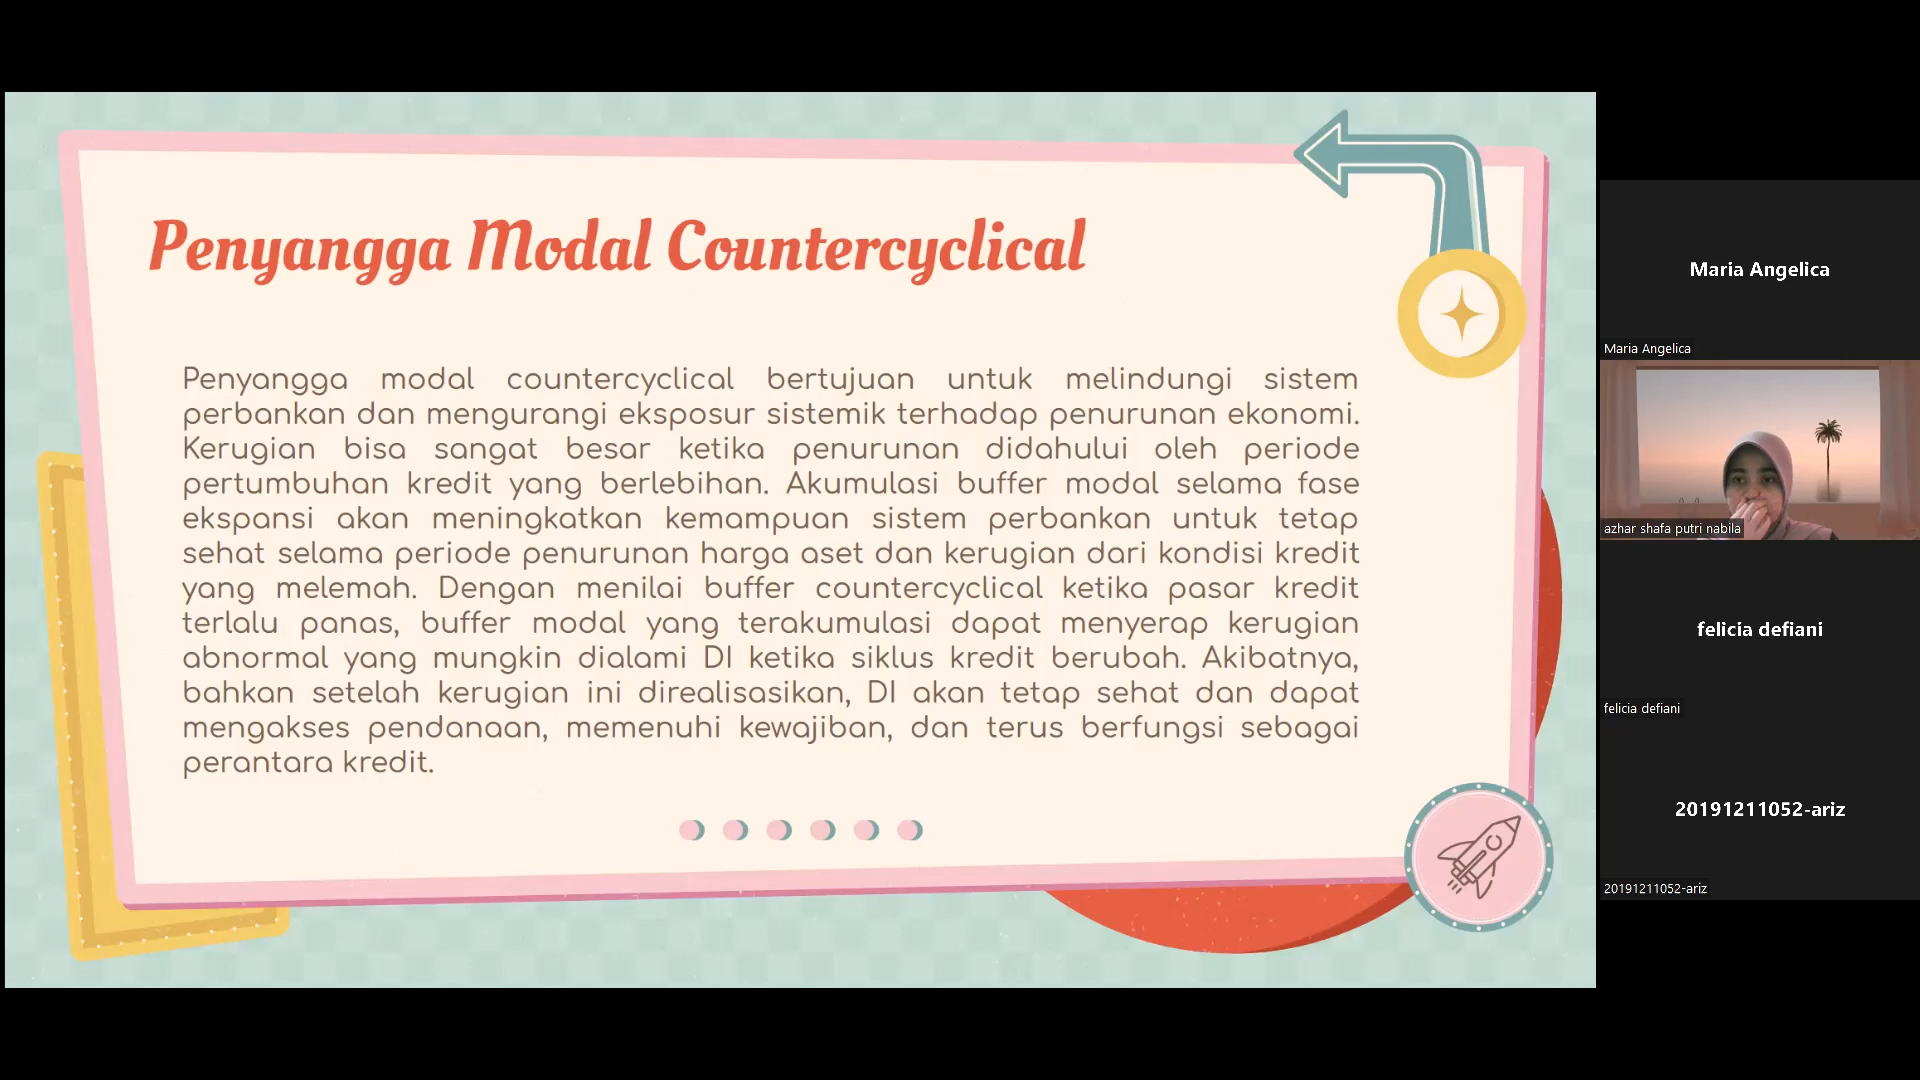 Penyangga Modal Countercyclical
Penyangga modal countercyclical bertujuan untuk melindungi sistem
perbankan dan mengurangi eksposur sistemik terhadap penurunan ekonomi.
Kerugian bisa sangat besar ketika penurunan didahului oleh periode
pertumbuhan kredit yang berlebihan. Akumulasi buffer modal selama fase
ekspansi akan meningkatkan kemampuan sistem perbankan untuk tetap
sehat selama periode penurunan harga aset dan kerugian dari kondisi kredit
yang melemah. Dengan menilai buffer countercyclical ketika pasar kredit
terlalu panas, buffer modal yang terakumulasi dapat menyerap kerugian
abnormal yang mungkin dialami DI ketika siklus kredit berubah. Akibatnya,
bahkan setelah kerugian ini direalisasikan, DI akan tetap sehat dan dapat
mengakses pendanaan, memenuhi kewajiban, dan terus berfungsi sebagai
perantara kredit.
Maria Angelica
Maria Angelica
azhar shafa putri nabila
felicia defiani
felicia defiani
20191211052-ariz
20191211052-ariz